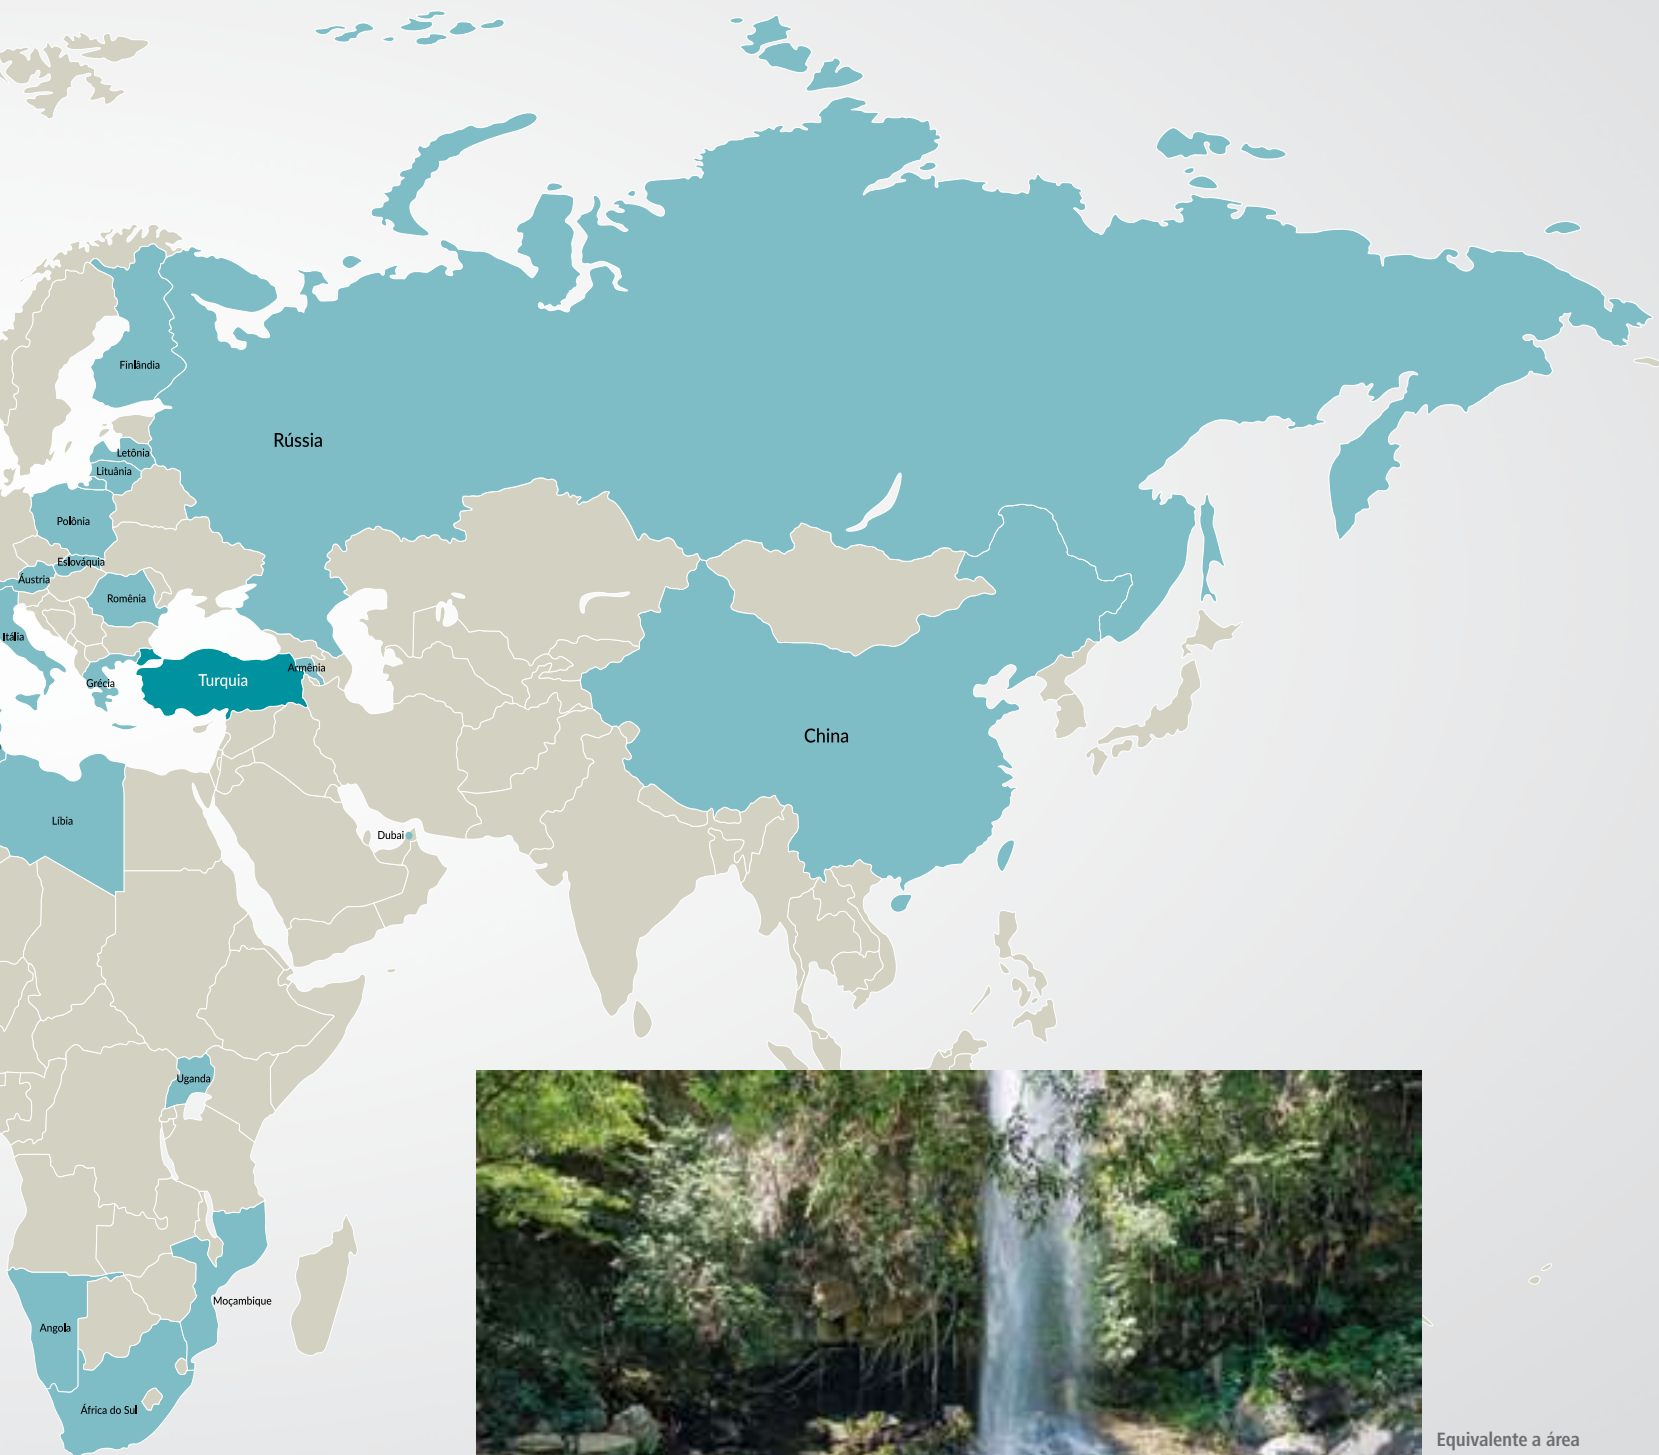 Finlândia
Rússia
Letônia
Lituânia
Polônia
Eslováquia
Áustria
Romênia
Itália
Grécia
Turquia
Armênia
China
Líbia
Dubai
Uganda
Moçambique
Angola
África do Sul
Equivalente a área